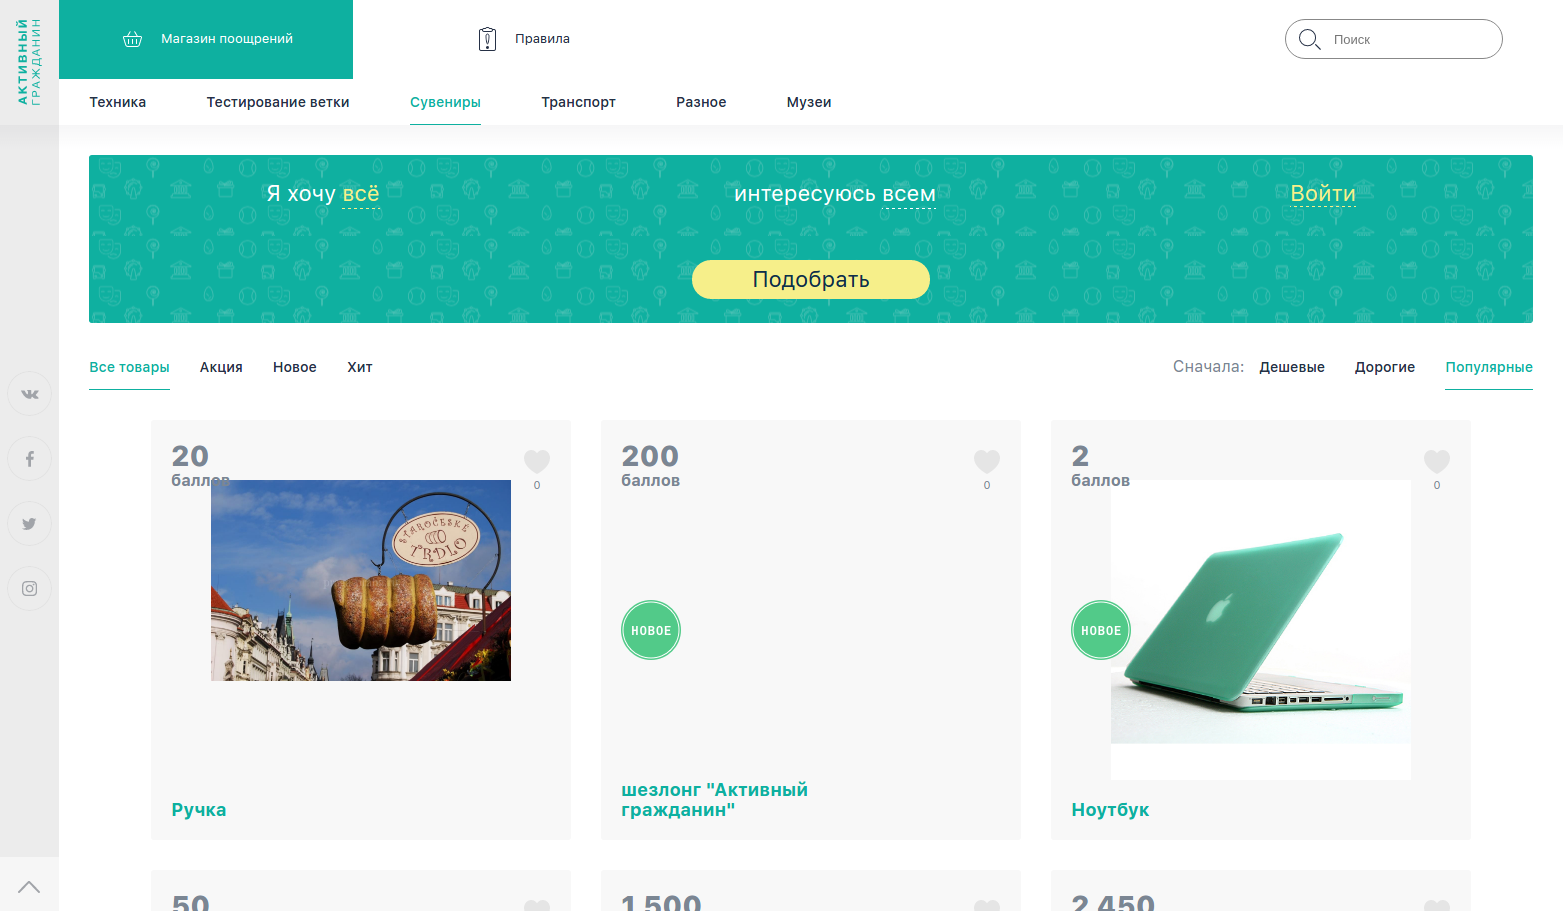 АКТИВНЫЙ
ГРАЖДАНИН
Магазин поощрений
Правила
Поиск
Техника
Тестирование ветки
Сувениры
Транспорт
Разное
Музеи
Я хочу всё
интересуюсь всем
Войти
Подобрать
Все товары
Акция
Новое
Хит
Сначала:
Дешевые
Дорогие
Популярные
20
баллов
0
STAROČESKÉ
TRDLO
Ручка
200
баллов
0
НОВОЕ
шезлонг "Активный
гражданин"
2
баллов
0
НОВОЕ
Ноутбук
50
1 500
2 450